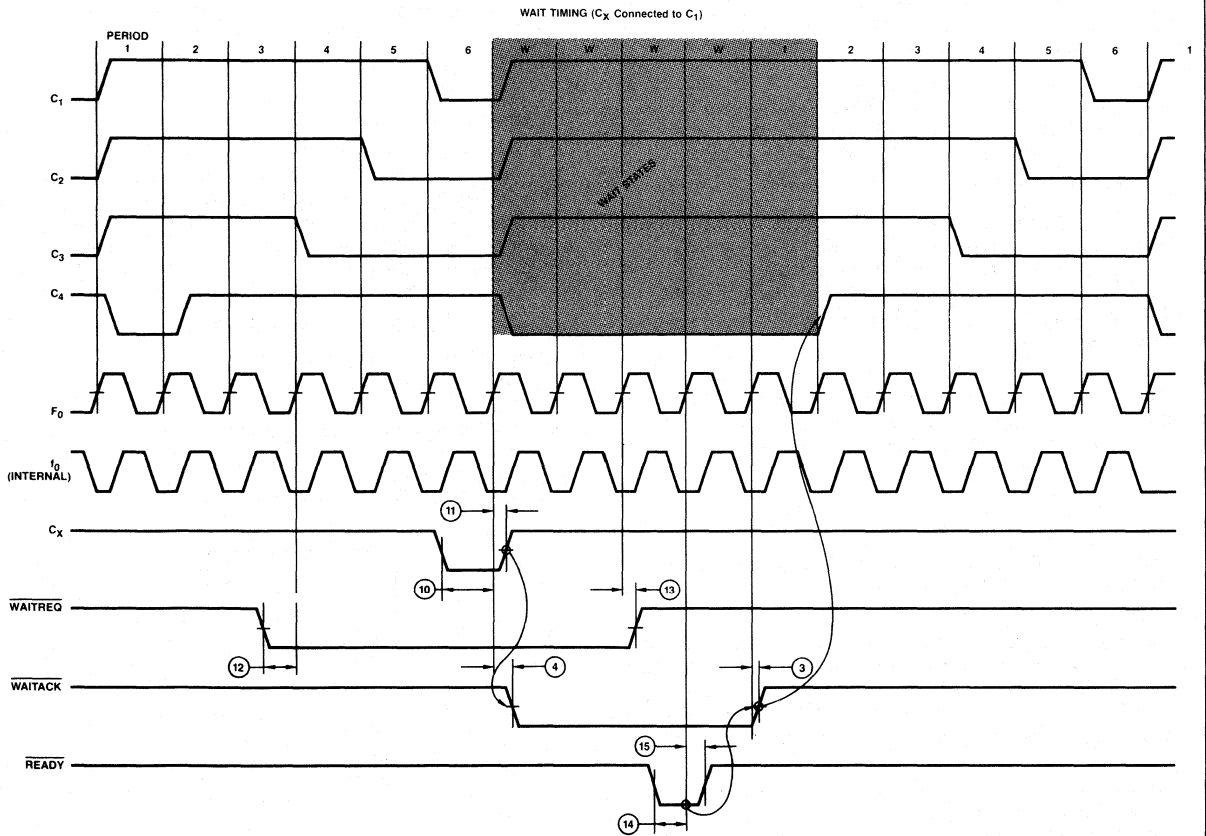 WAIT TIMING (CX Connected to C1)
PERIOD
1 2 3 4 5 6 W W W W 1 2 3 4 5 6 1
C1
C2
WAIT STATES
C3
C4
F0
f0
(INTERNAL)
11
CX
10
13
WAITREQ
12
4
3
WAITACK
15
READY
14